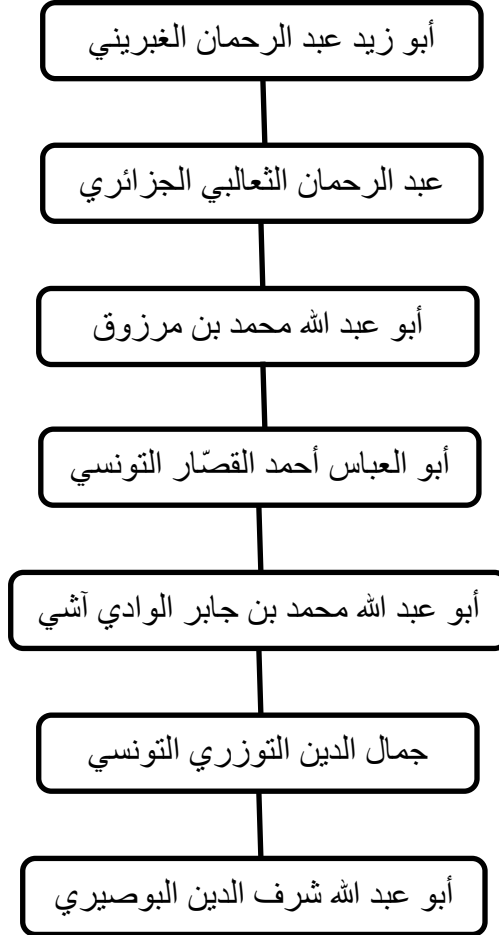 أبو زيد عبد الرحمان الغبريني
عبد الرحمان الثعالبي الجزائري
أبو عبد الله محمد بن مرزوق
أبو العباس أحمد القصّار التونسي
أبو عبد الله محمد بن جابر الوادي آشي
جمال الدين التوزري التونسي
أبو عبد الله شرف الدين البوصيري